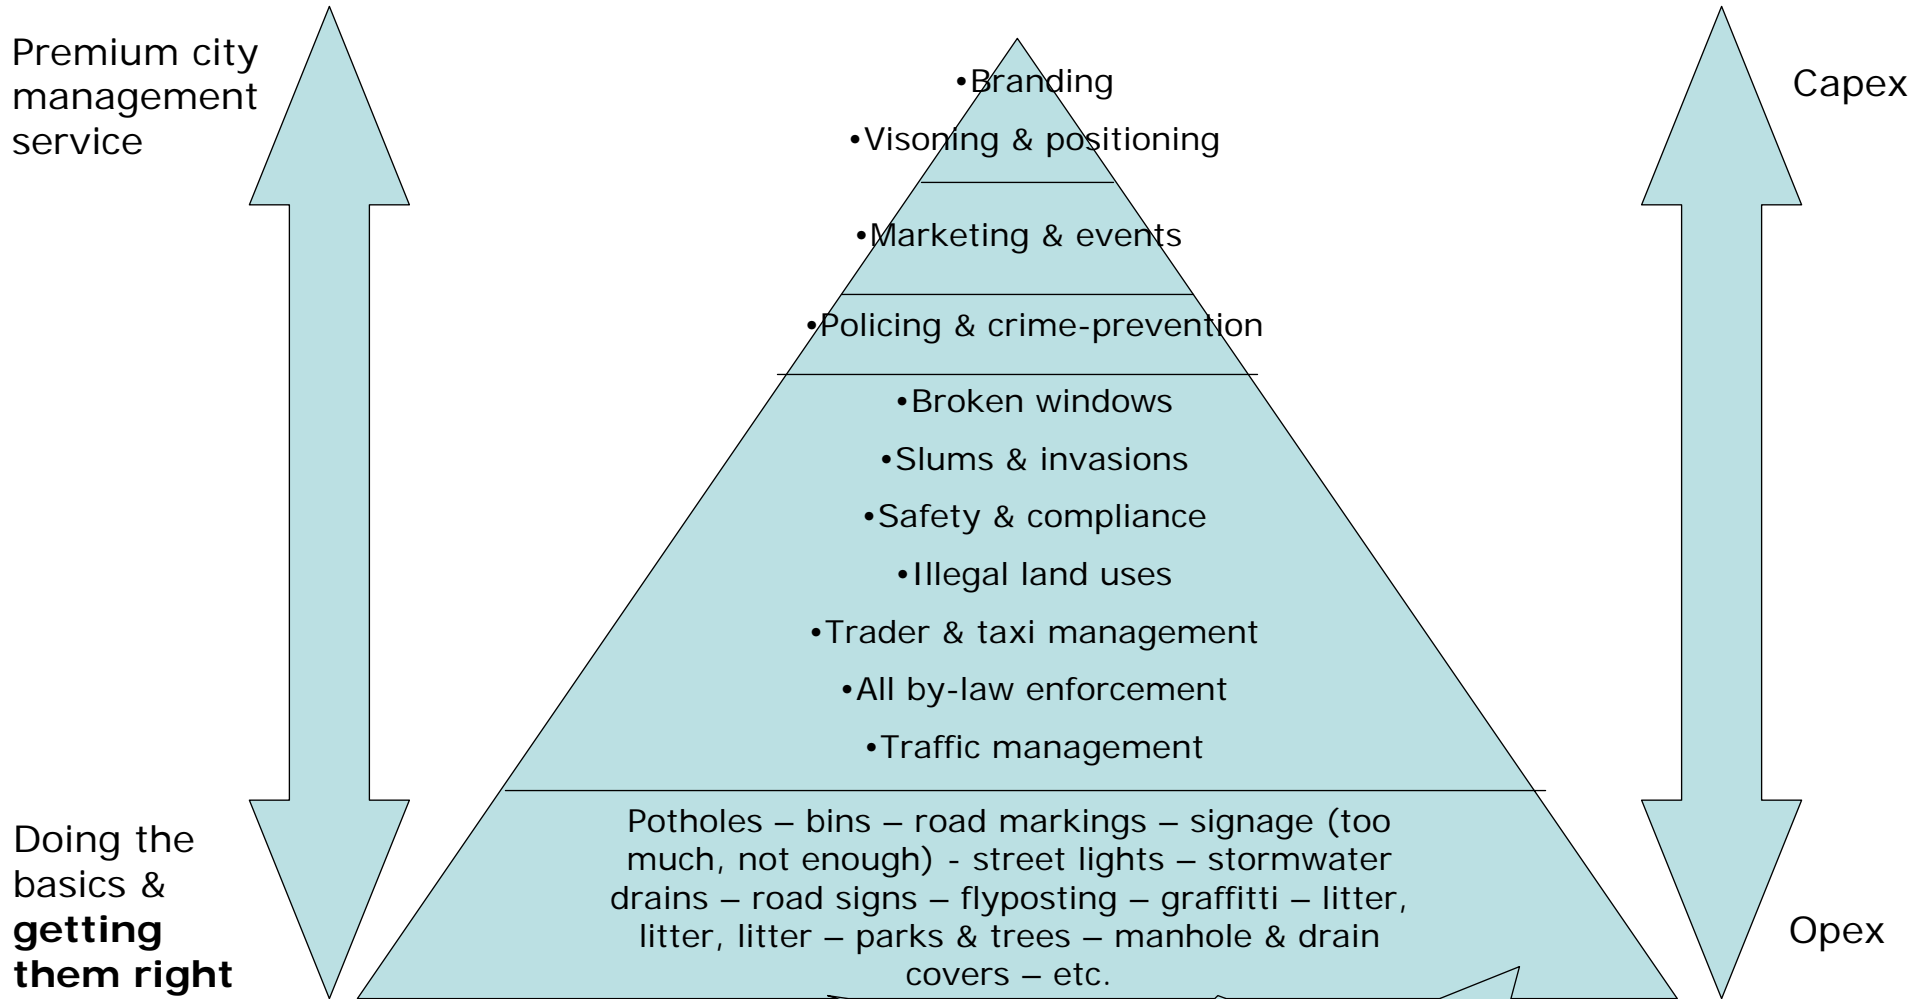 Premium city
management
service
•Branding
•Visoning & positioning
•Marketing & events
•Policing & crime-prevention
•Broken windows
•Slums & invasions
•Safety & compliance
•Illegal land uses
•Trader & taxi management
•All by-law enforcement
•Traffic management
Potholes – bins – road markings – signage (too
much, not enough) - street lights – stormwater
drains – road signs – flyposting – graffitti – litter,
litter, litter – parks & trees – manhole & drain
covers – etc.
Doing the
basics &
getting
them right
Capex
Opex